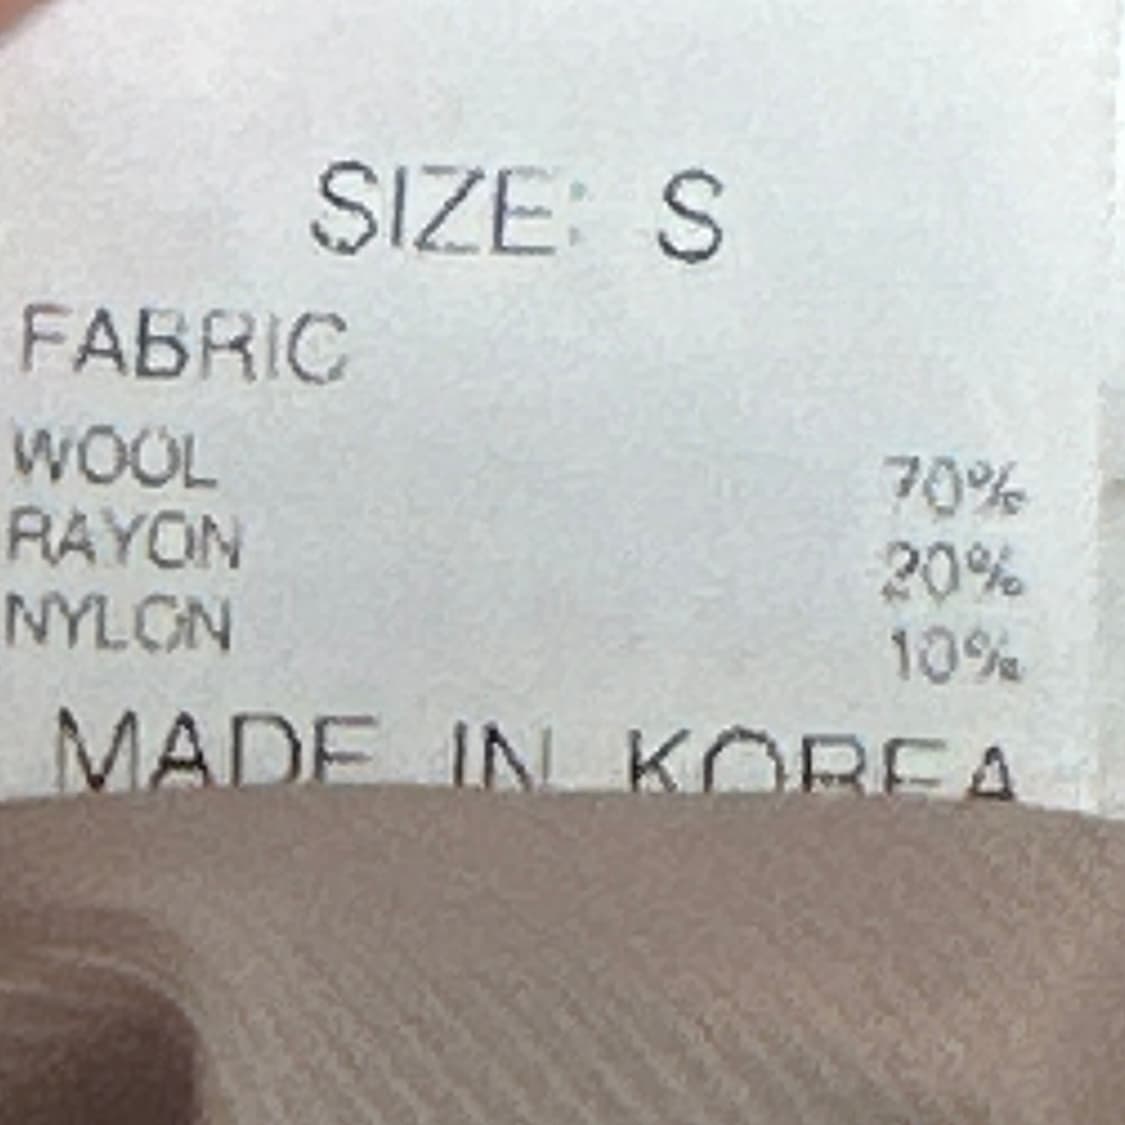 SIZE: S
FABRIC
WOOL 70%
RAYON 20%
NYLON 10%
MADE IN KOREA